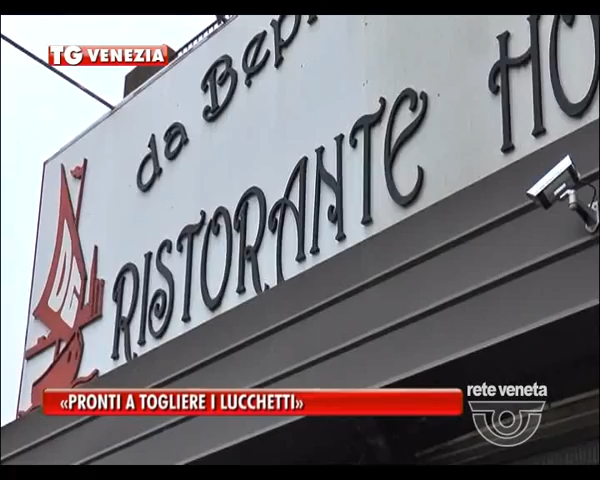 TG VENEZIA
da Bep
RISTORANTE HO
«PRONTI A TOGLIERE I LUCCHETTI»
rete veneta